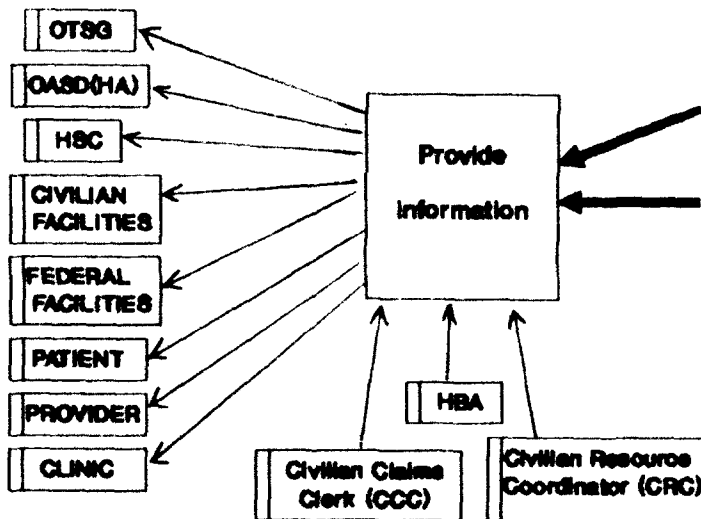 OTSG
OASD(HA)
HSC
CIVILIAN
FACILITIES
FEDERAL
FACILITIES
PATIENT
PROVIDER
CLINIC
Provide
Information
HBA
Civilian Claims
Clerk (CCC)
Civilian Resource
Coordinator (CRC)